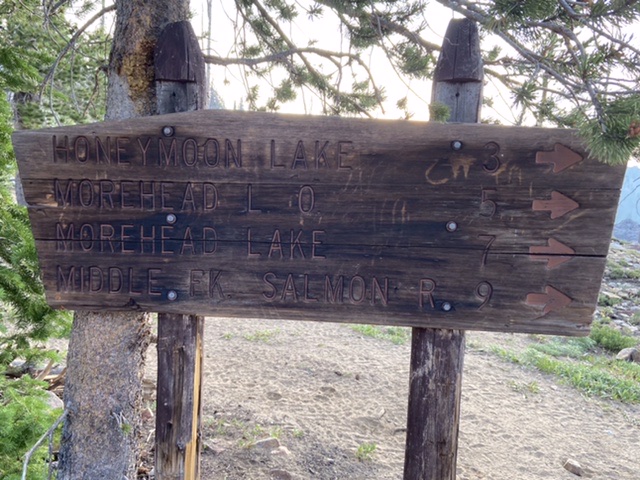 HONEYMOON LAKE 3
MOREHEAD L. O. 5
MOREHEAD LAKE 7
MIDDLE FK. SALMON R. 9